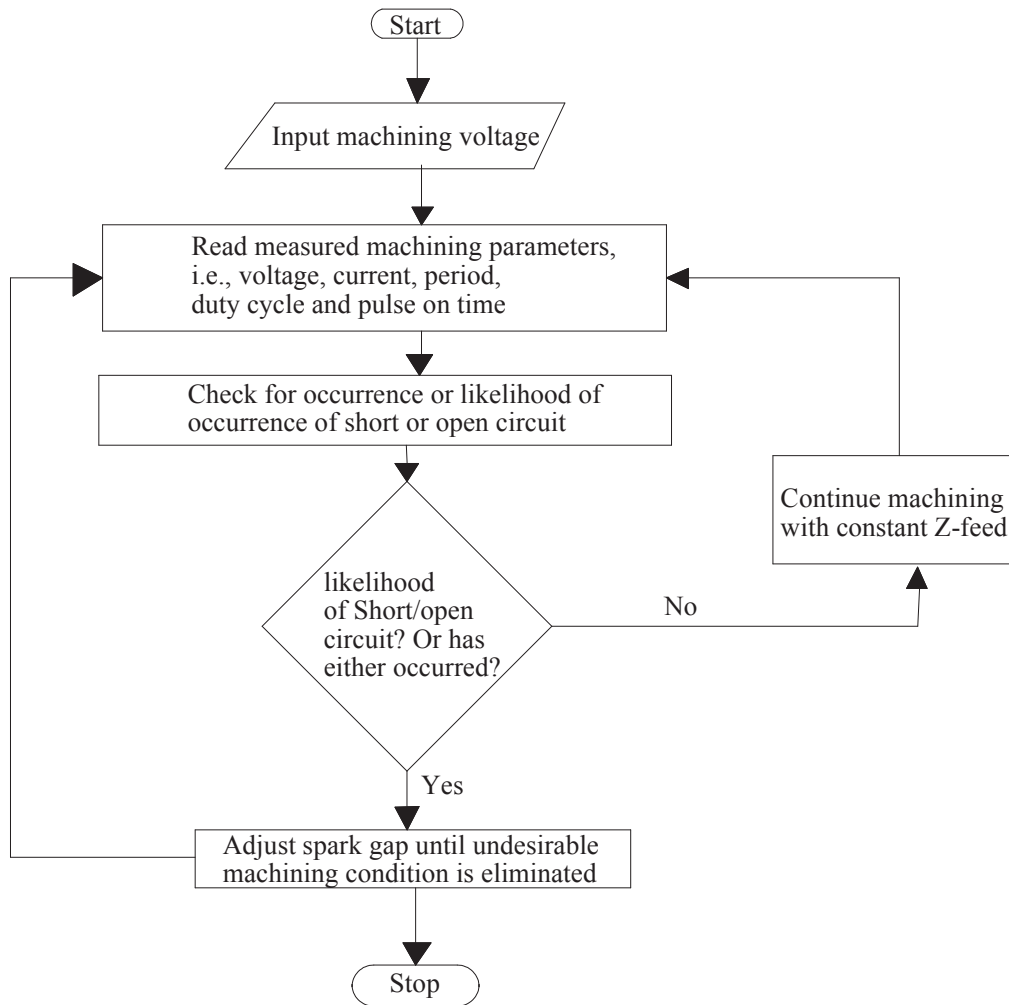 Start
Input machining voltage
Read measured machining parameters,
i.e., voltage, current, period,
duty cycle and pulse on time
Check for occurrence or likelihood of
occurrence of short or open circuit
Continue machining
with constant Z-feed
likelihood
of Short/open
circuit? Or has
either occurred?
No
Yes
Adjust spark gap until undesirable
machining condition is eliminated
Stop